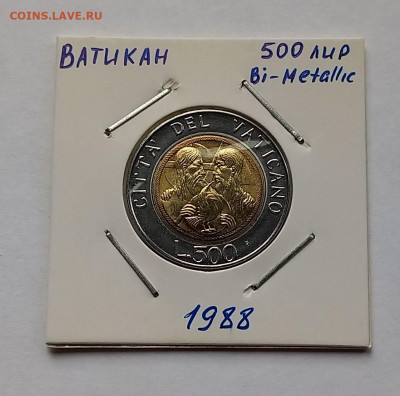 COINS.LAVE.RU
ВАТИКАН
500 лир
Bi-Metallic
CITTA' DEL VATICANO
L.500
1988